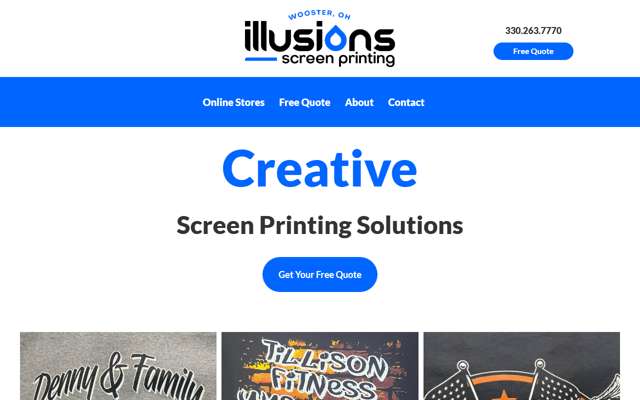 WOOSTER, OH
illusions
screen printing
330.263.7770
Free Quote
Online Stores Free Quote About Contact
Creative
Screen Printing Solutions
Get Your Free Quote
Denny & Family
TILLISON
FITNESS